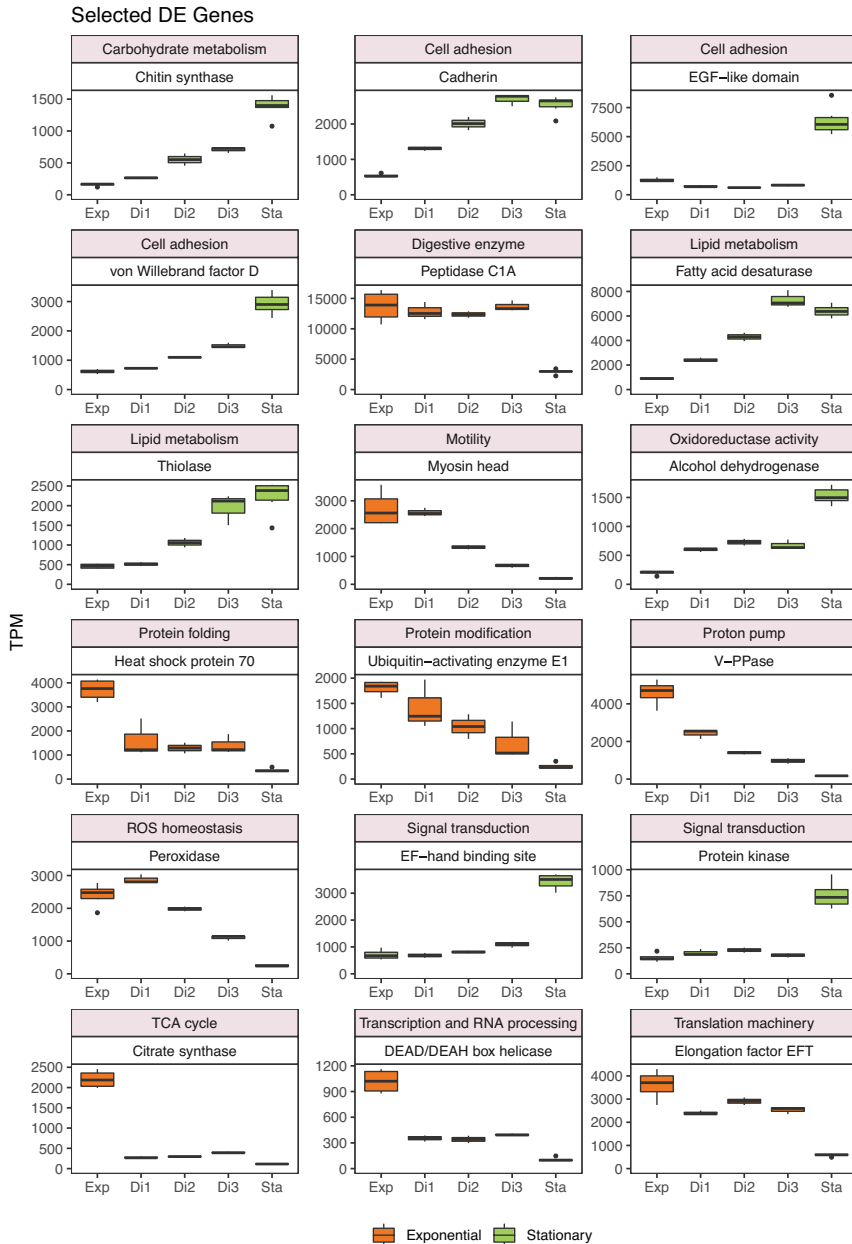 Selected DE Genes
Carbohydrate metabolism
Chitin synthase
1500
1000
500
0
Exp Di1 Di2 Di3 Sta
Cell adhesion
Cadherin
2000
1000
0
Exp Di1 Di2 Di3 Sta
Cell adhesion
EGF-like domain
7500
5000
2500
0
Exp Di1 Di2 Di3 Sta
Cell adhesion
von Willebrand factor D
3000
2000
1000
0
Exp Di1 Di2 Di3 Sta
Digestive enzyme
Peptidase C1A
15000
10000
5000
0
Exp Di1 Di2 Di3 Sta
Lipid metabolism
Fatty acid desaturase
8000
6000
4000
2000
0
Exp Di1 Di2 Di3 Sta
Lipid metabolism
Thiolase
2500
2000
1500
1000
500
0
Exp Di1 Di2 Di3 Sta
Motility
Myosin head
3000
2000
1000
0
Exp Di1 Di2 Di3 Sta
Oxidoreductase activity
Alcohol dehydrogenase
1500
1000
500
0
Exp Di1 Di2 Di3 Sta
TPM
Protein folding
Heat shock protein 70
4000
3000
2000
1000
0
Exp Di1 Di2 Di3 Sta
Protein modification
Ubiquitin−activating enzyme E1
2000
1500
1000
500
0
Exp Di1 Di2 Di3 Sta
Proton pump
V−PPase
4000
2000
0
Exp Di1 Di2 Di3 Sta
ROS homeostasis
Peroxidase
3000
2000
1000
0
Exp Di1 Di2 Di3 Sta
Signal transduction
EF−hand binding site
3000
2000
1000
0
Exp Di1 Di2 Di3 Sta
Signal transduction
Protein kinase
1000
750
500
250
0
Exp Di1 Di2 Di3 Sta
TCA cycle
Citrate synthase
2500
2000
1500
1000
500
0
Exp Di1 Di2 Di3 Sta
Transcription and RNA processing
DEAD/DEAH box helicase
1200
900
600
300
0
Exp Di1 Di2 Di3 Sta
Translation machinery
Elongation factor EFT
4000
3000
2000
1000
0
Exp Di1 Di2 Di3 Sta
Exponential Stationary